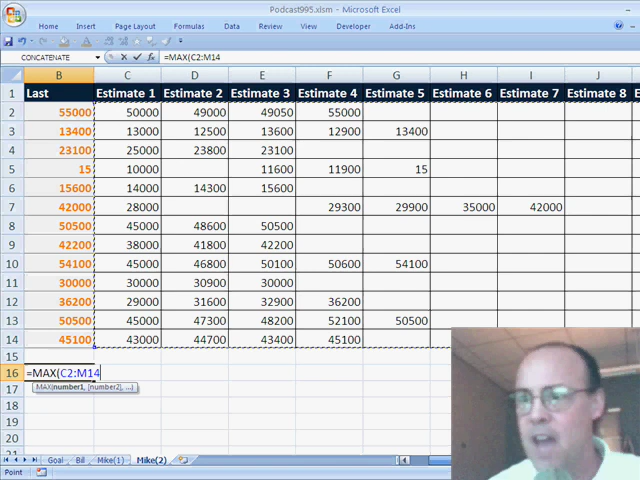 Podcast995.xlsm - Microsoft Excel
Home Insert Page Layout Formulas Data Review View Developer Add-Ins
CONCATENATE fx =MAX(C2:M14
B C D E F G H I J
1 Last Estimate 1 Estimate 2 Estimate 3 Estimate 4 Estimate 5 Estimate 6 Estimate 7 Estimate 8
2 55000 50000 49000 49050 55000
3 13400 13000 12500 13600 12900 13400
4 23100 25000 23800 23100
5 15 10000 11600 11900 15
6 15600 14000 14300 15600
7 42000 28000 29300 29900 35000 42000
8 50500 45000 48600 50500
9 42200 38000 41800 42200
10 54100 45000 46800 50100 50600 54100
11 30000 30000 30900 30000
12 36200 29000 31600 32900 36200
13 50500 45000 47300 48200 52100 50500
14 45100 43000 44700 43400 45100
15
16 =MAX(C2:M14
MAX(number1, [number2], ...)
17
18
19
20
21
Goal Bil Mike(1) Mike(2)
Point